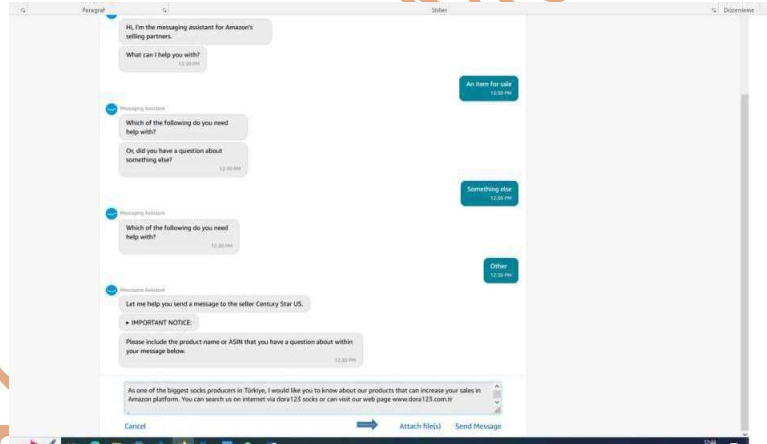 Paragraf
Stiller
Düzenleme
Hi, I'm the messaging assistant for Amazon's
selling partners.
What can I help you with?
12:30 PM
An item for sale
12:30 PM
Messaging Assistant
Which of the following do you need
help with?
Or, did you have a question about
something else?
12:30 PM
Something else
12:30 PM
Messaging Assistant
Which of the following do you need
help with?
12:30 PM
Other
12:30 PM
Messaging Assistant
Let me help you send a message to the seller Century Star US.
▸ IMPORTANT NOTICE:
Please include the product name or ASIN that you have a question about within
your message below.
12:30 PM
As one of the biggest socks producers in Türkiye, I would like you to know about our products that can increase your sales in
Amazon platform. You can search us on internet via dora123 socks or can visit our web page www.dora123.com.tr
Cancel
Attach file(s)
Send Message